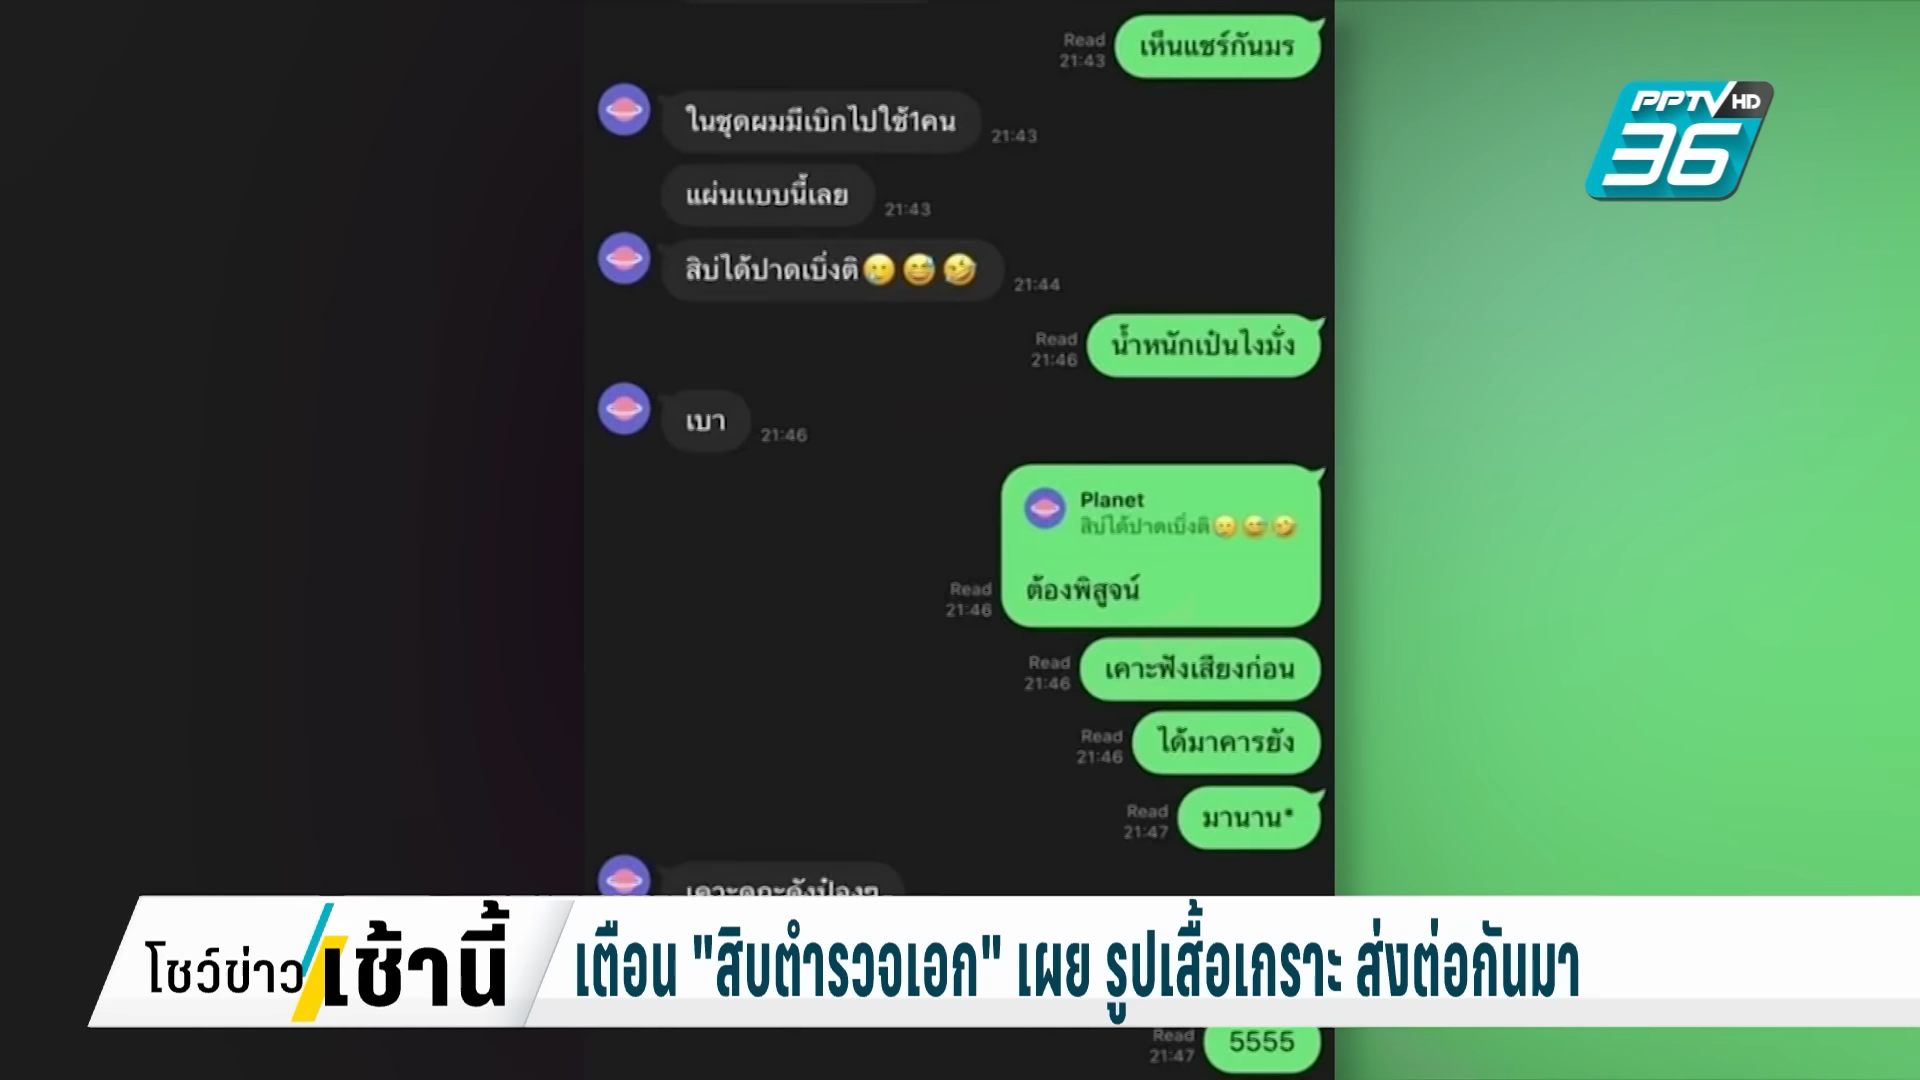 Read
21:43
เห็นแชร์กันมร
ในชุดผมมีเบิกไปใช้1คน
21:43
แผ่นแบบนี้เลย
21:43
สิบ่ได้ปาดเบิ่งติ🥲😅🤣
21:44
Read
21:46
น้ำหนักเป๋นไงมั่ง
เบา
21:46
Planet
สิบ่ได้ปาดเบิ่งติ🥲😅🤣
ต้องพิสูจน์
Read
21:46
Read
21:46
เคาะฟังเสียงก่อน
Read
21:46
ได้มาคารยัง
Read
21:47
มานาน*
Read
21:47
5555
PPTV HD
36
โชว์ข่าว เช้านี้
เตือน "สิบตำรวจเอก" เผย รูปเสื้อเกราะ ส่งต่อกันมา